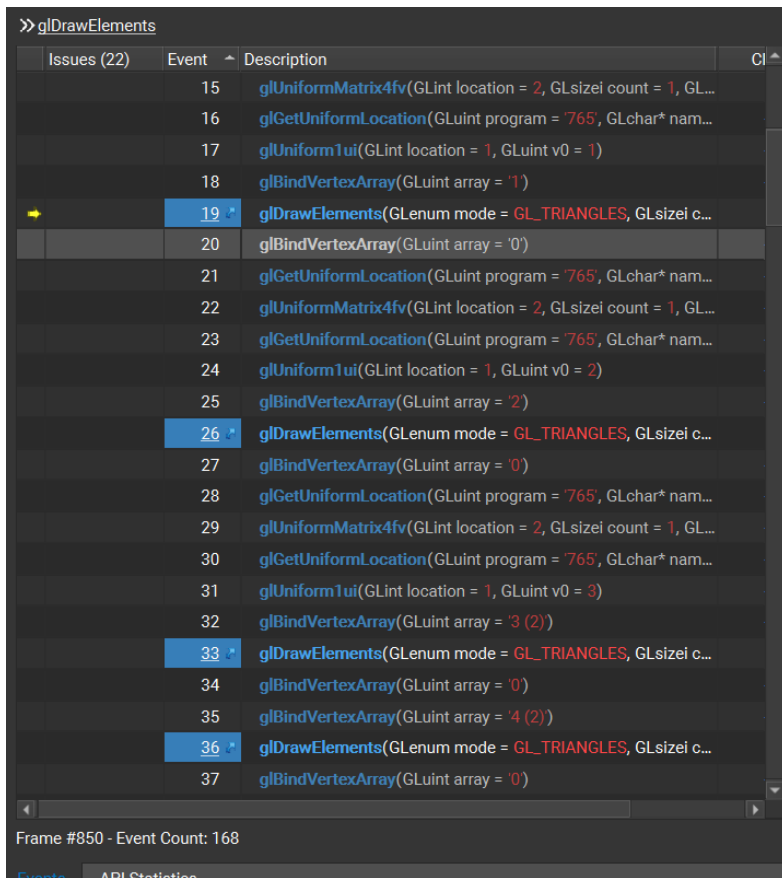 glDrawElements
Issues (22) Event Description
15 glUniformMatrix4fv(GLint location = 2, GLsizei count = 1, GL...
16 glGetUniformLocation(GLuint program = '765', GLchar* nam...
17 glUniform1ui(GLint location = 1, GLuint v0 = 1)
18 glBindVertexArray(GLuint array = '1')
19 glDrawElements(GLenum mode = GL_TRIANGLES, GLsizei c...
20 glBindVertexArray(GLuint array = '0')
21 glGetUniformLocation(GLuint program = '765', GLchar* nam...
22 glUniformMatrix4fv(GLint location = 2, GLsizei count = 1, GL...
23 glGetUniformLocation(GLuint program = '765', GLchar* nam...
24 glUniform1ui(GLint location = 1, GLuint v0 = 2)
25 glBindVertexArray(GLuint array = '2')
26 glDrawElements(GLenum mode = GL_TRIANGLES, GLsizei c...
27 glBindVertexArray(GLuint array = '0')
28 glGetUniformLocation(GLuint program = '765', GLchar* nam...
29 glUniformMatrix4fv(GLint location = 2, GLsizei count = 1, GL...
30 glGetUniformLocation(GLuint program = '765', GLchar* nam...
31 glUniform1ui(GLint location = 1, GLuint v0 = 3)
32 glBindVertexArray(GLuint array = '3 (2)')
33 glDrawElements(GLenum mode = GL_TRIANGLES, GLsizei c...
34 glBindVertexArray(GLuint array = '0')
35 glBindVertexArray(GLuint array = '4 (2)')
36 glDrawElements(GLenum mode = GL_TRIANGLES, GLsizei c...
37 glBindVertexArray(GLuint array = '0')
Frame #850 - Event Count: 168
Events API Statistics